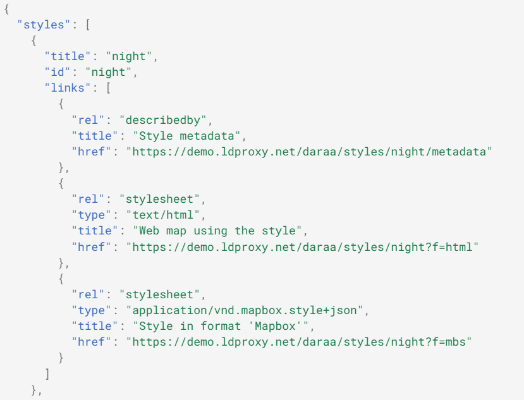 {
  "styles": [
    {
      "title": "night",
      "id": "night",
      "links": [
        {
          "rel": "describedby",
          "title": "Style metadata",
          "href": "https://demo.ldproxy.net/daraa/styles/night/metadata"
        },
        {
          "rel": "stylesheet",
          "type": "text/html",
          "title": "Web map using the style",
          "href": "https://demo.ldproxy.net/daraa/styles/night?f=html"
        },
        {
          "rel": "stylesheet",
          "type": "application/vnd.mapbox.style+json",
          "title": "Style in format 'Mapbox'",
          "href": "https://demo.ldproxy.net/daraa/styles/night?f=mbs"
        }
      ]
    },